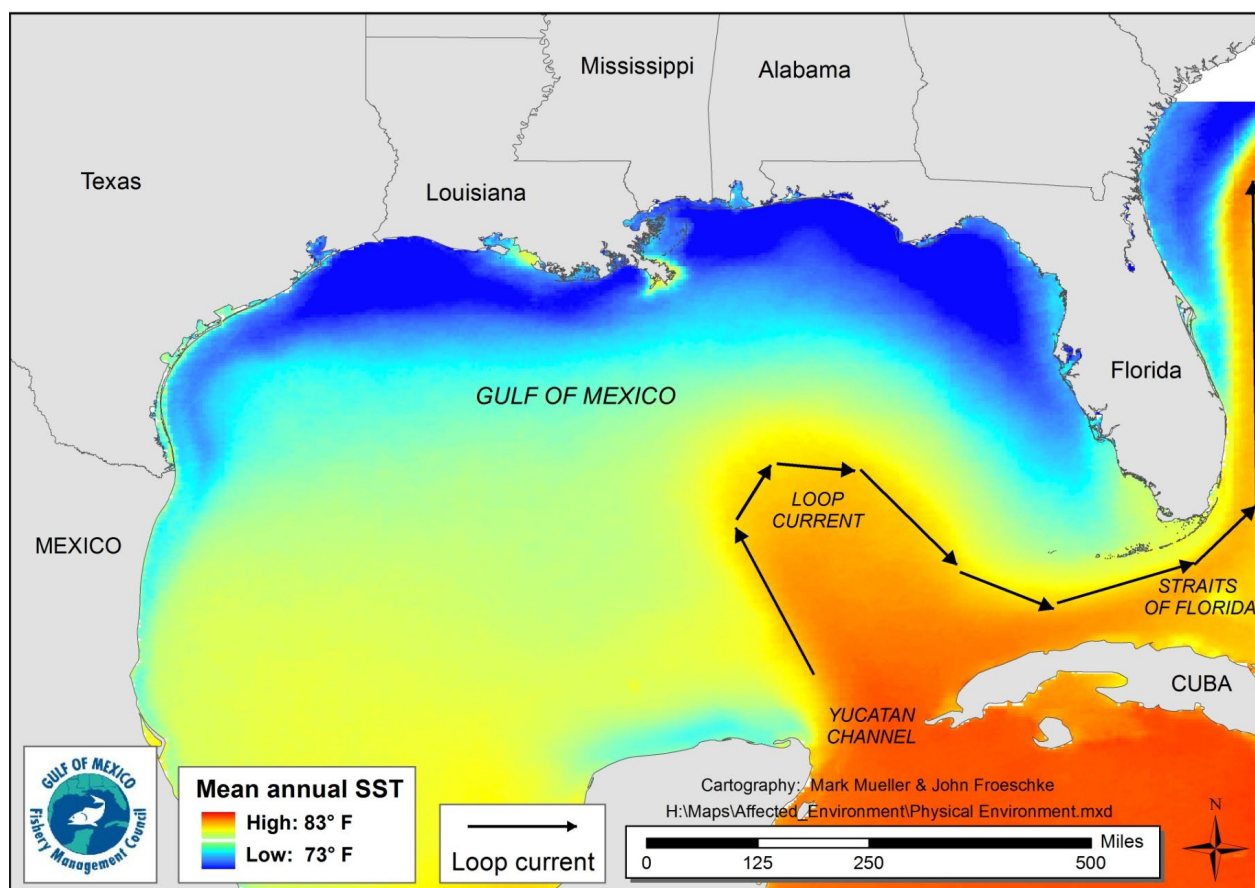 Mississippi
Alabama
Texas
Louisiana
GULF OF MEXICO
Florida
LOOP
CURRENT
MEXICO
STRAITS
OF FLORIDA
CUBA
YUCATAN
CHANNEL
GULF OF MEXICO
Fishery Management Council
Mean annual SST
High: 83° F
Low: 73° F
Loop current
Cartography: Mark Mueller & John Froeschke
H:\Maps\Affected_Environment\Physical Environment.mxd
Miles
0 125 250 500
N